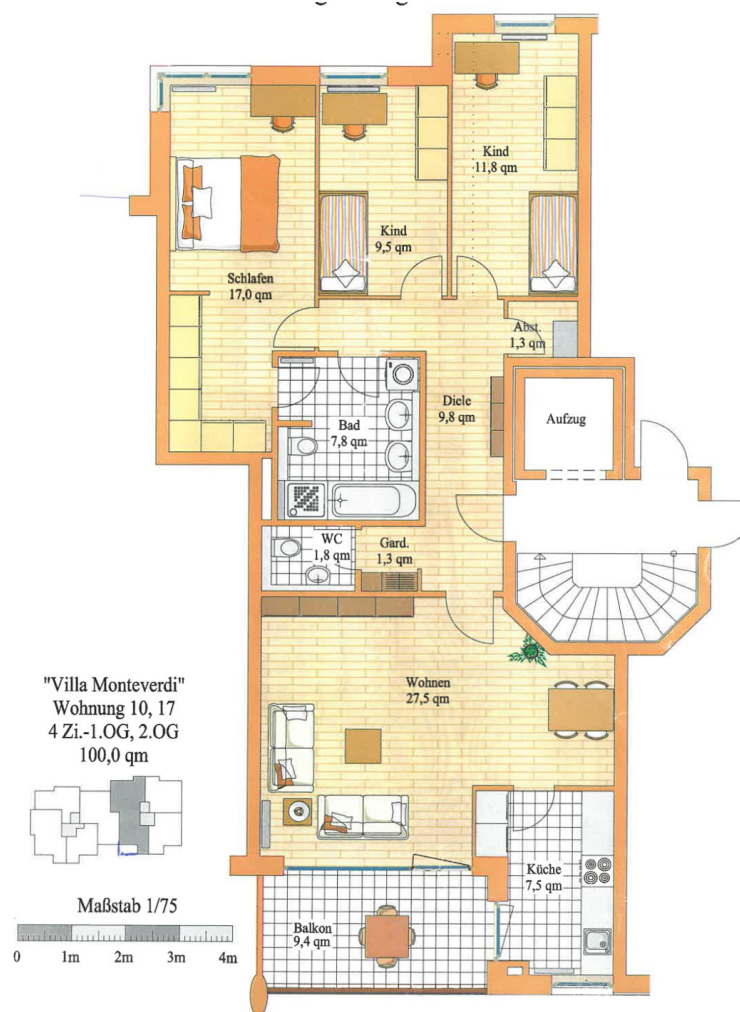 Kind
11,8 qm
Kind
9,5 qm
Schlafen
17,0 qm
Abst.
1,3 qm
Diele
9,8 qm
Aufzug
Bad
7,8 qm
WC
1,8 qm
Gard.
1,3 qm
Wohnen
27,5 qm
"Villa Monteverdi"
Wohnung 10, 17
4 Zi.-1.OG, 2.OG
100,0 qm
Küche
7,5 qm
Maßstab 1/75
Balkon
9,4 qm
0 1m 2m 3m 4m